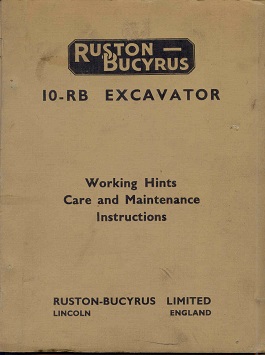 RUSTON —
BUCYRUS
10-RB EXCAVATOR
Working Hints
Care and Maintenance
Instructions
RUSTON-BUCYRUS LIMITED
LINCOLN ENGLAND